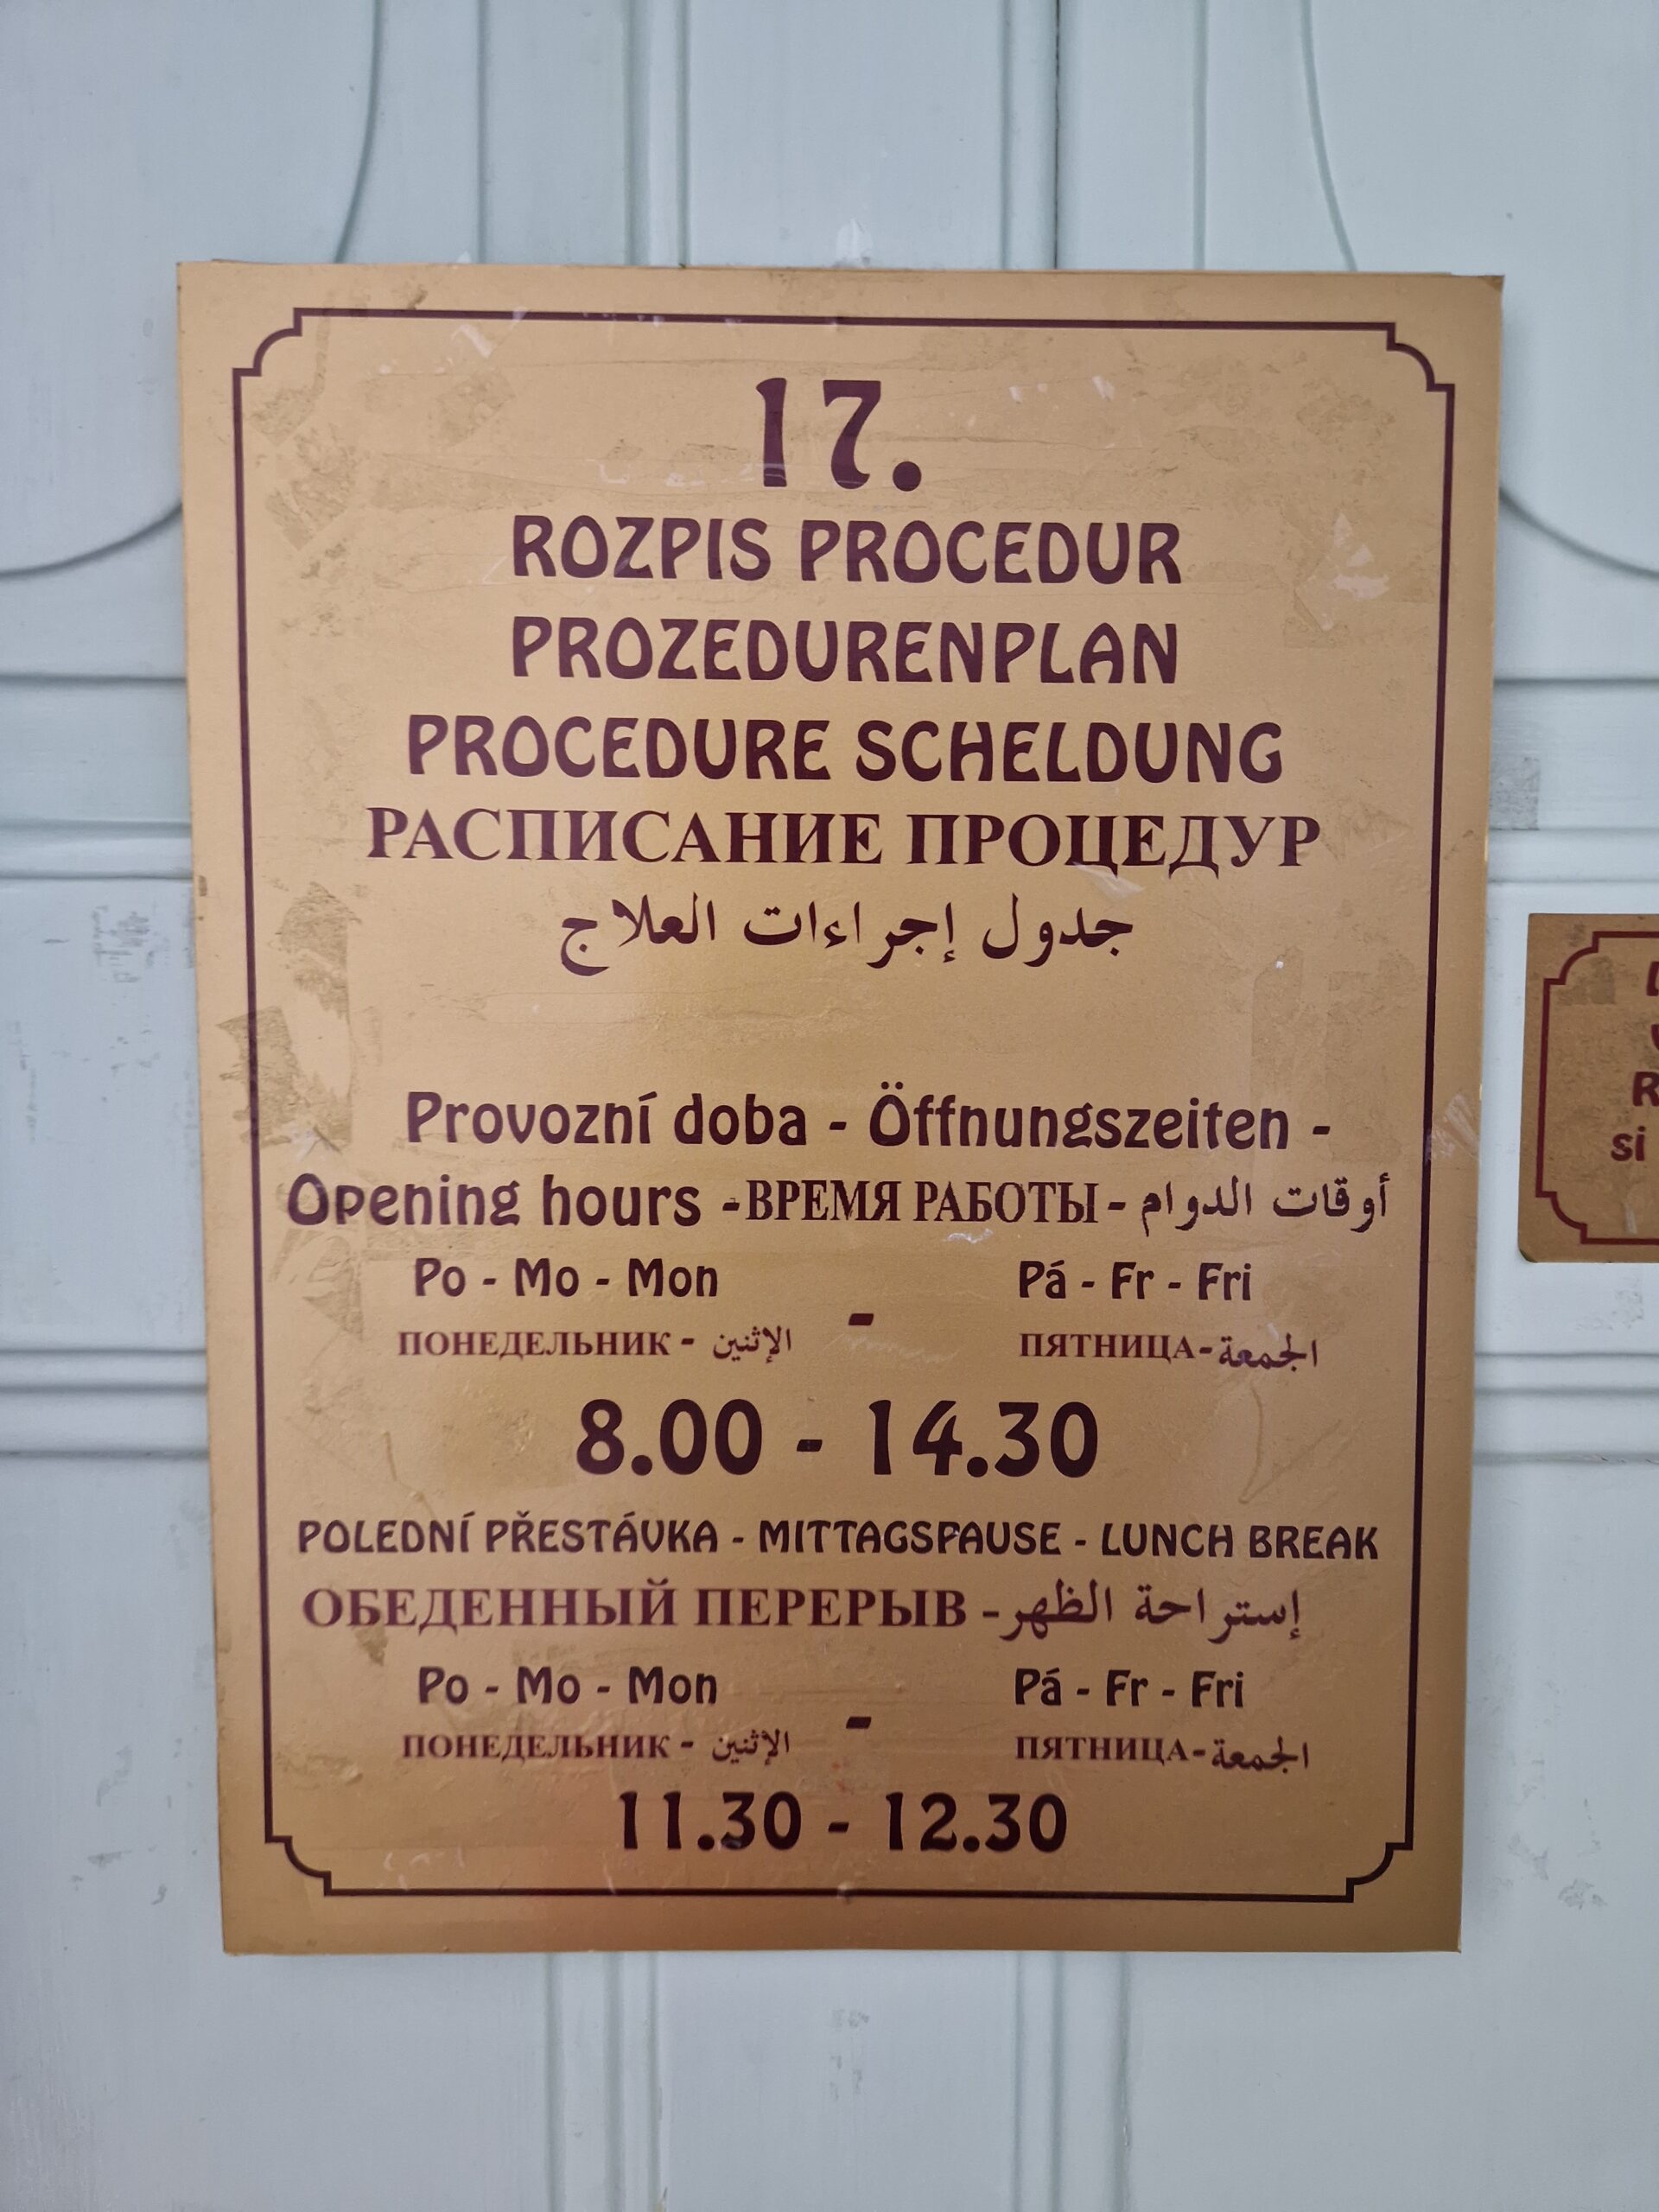 17.
ROZPIS PROCEDUR
PROZEDURENPLAN
PROCEDURE SCHELDUNG
РАСПИСАНИЕ ПРОЦЕДУР
جدول إجراءات العلاج
Provozní doba - Öffnungszeiten -
Opening hours -ВРЕМЯ РАБОТЫ- أوقات الدوام
Po - Mo - Mon - Pá - Fr - Fri
ПОНЕДЕЛЬНИК - الإثنين ПЯТНИЦА-الجمعة
8.00 - 14.30
POLEDNÍ PŘESTÁVKA - MITTAGSPAUSE - LUNCH BREAK
ОБЕДЕННЫЙ ПЕРЕРЫВ -إستراحة الظهر
Po - Mo - Mon - Pá - Fr - Fri
ПОНЕДЕЛЬНИК - الإثنين ПЯТНИЦА-الجمعة
11.30 - 12.30
si